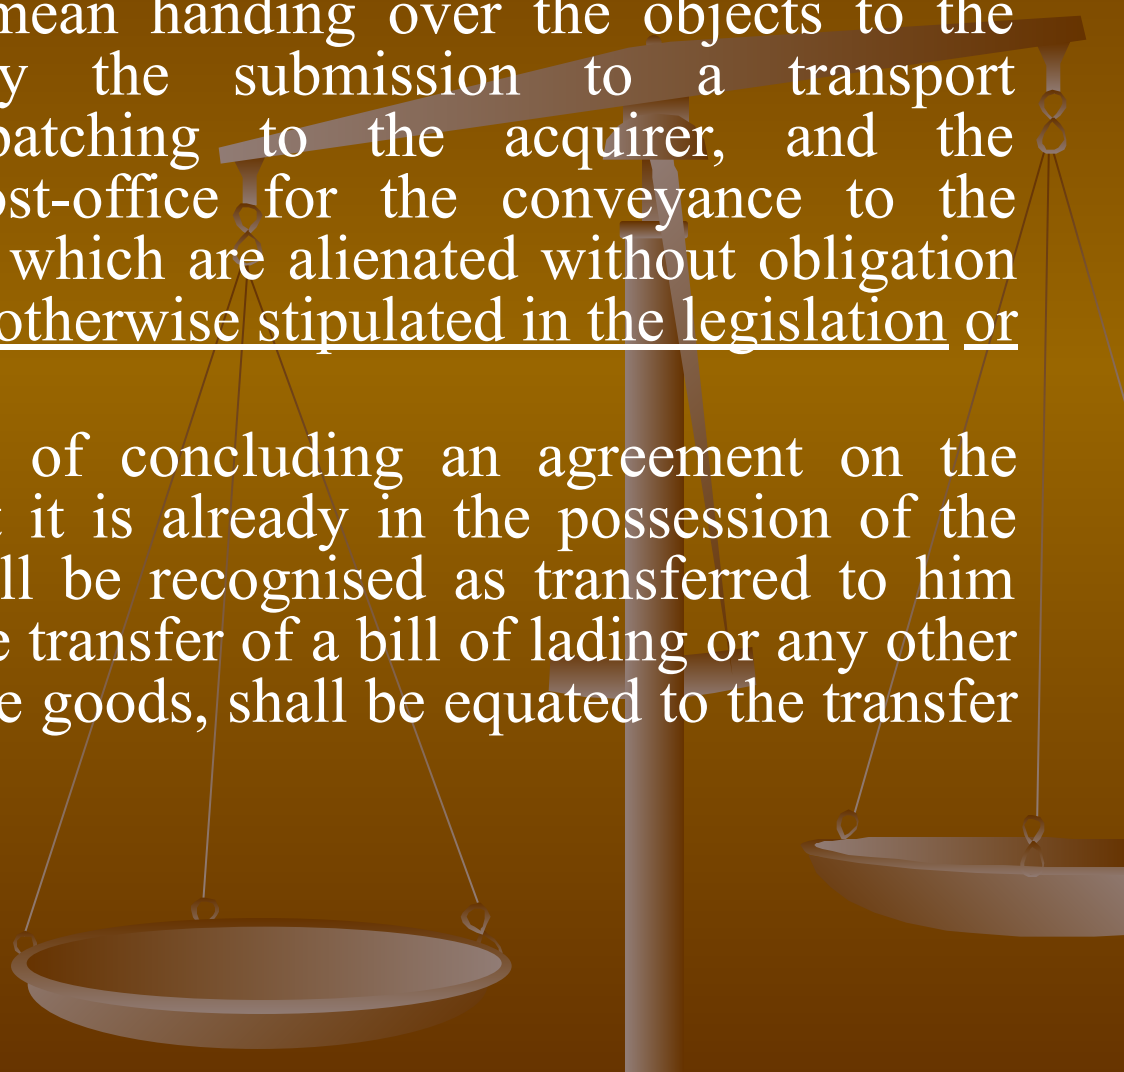 mean handing over the objects to the
y the submission to a transport
patching to the acquirer, and the
ost-office for the conveyance to the
which are alienated without obligation
otherwise stipulated in the legislation or
of concluding an agreement on the
t it is already in the possession of the
ll be recognised as transferred to him
e transfer of a bill of lading or any other
e goods, shall be equated to the transfer